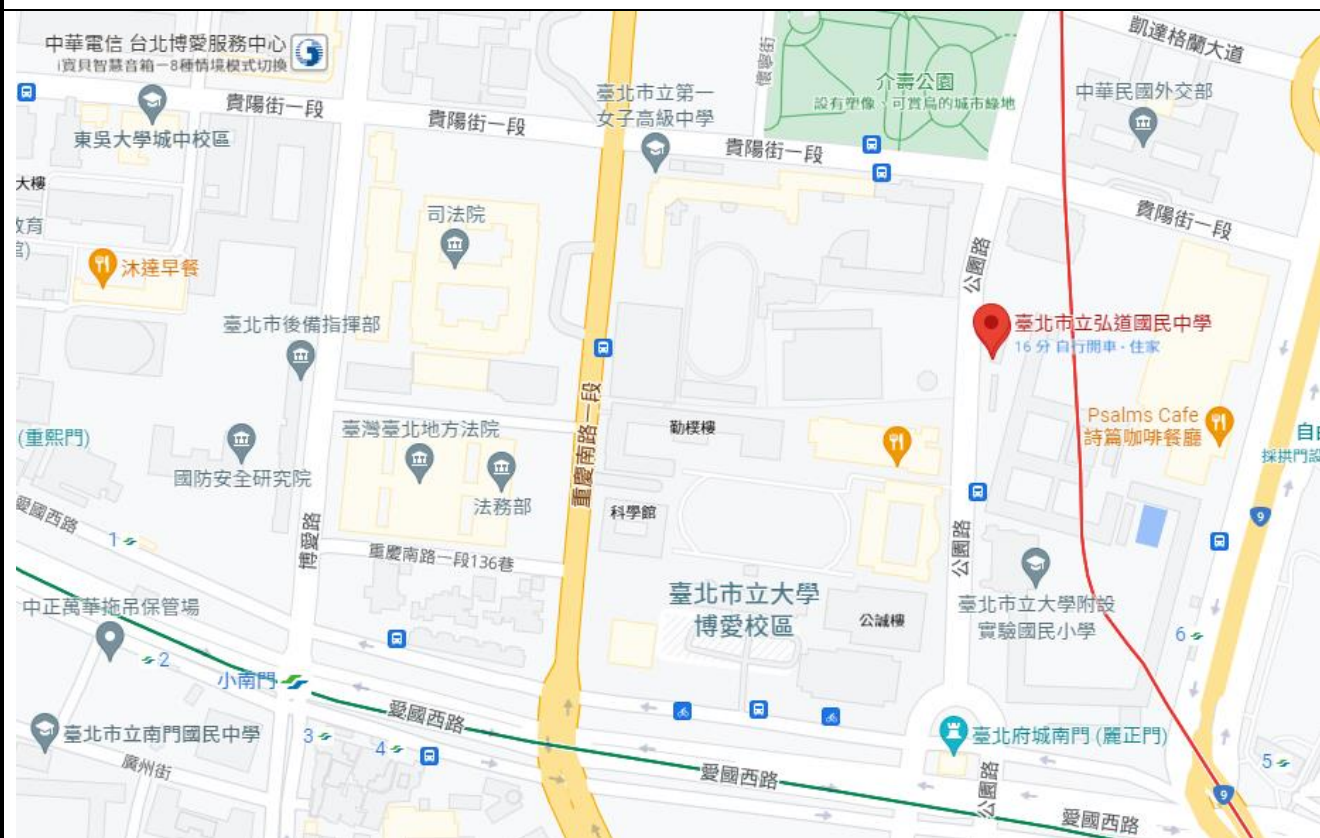 中華電信 台北博愛服務中心
i寶貝智慧音箱－8種情境模式切換
凱達格蘭大道
懷寧街
介壽公園
設有塑像、可賞鳥的城市綠地
中華民國外交部
臺北市立第一
女子高級中學
貴陽街一段
貴陽街一段
東吳大學城中校區
貴陽街一段
大樓
教育
館)
司法院
貴陽街一段
沐達早餐
公園路
臺北市後備指揮部
臺北市立弘道國民中學
16 分 自行開車・住家
重慶南路一段
Psalms Cafe
詩篇咖啡餐廳
(重熙門)
臺灣臺北地方法院
勤樸樓
自由
採拱門設
國防安全研究院
法務部
科學館
9
愛國西路
1
博愛路
重慶南路一段136巷
公園路
臺北市立大學
博愛校區
公誠樓
臺北市立大學附設
實驗國民小學
中正萬華拖吊保管場
2
6
小南門
愛國西路
臺北市立南門國民中學
3
4
臺北府城南門 (麗正門)
5
廣州街
愛國西路
公園路
9
愛國西路